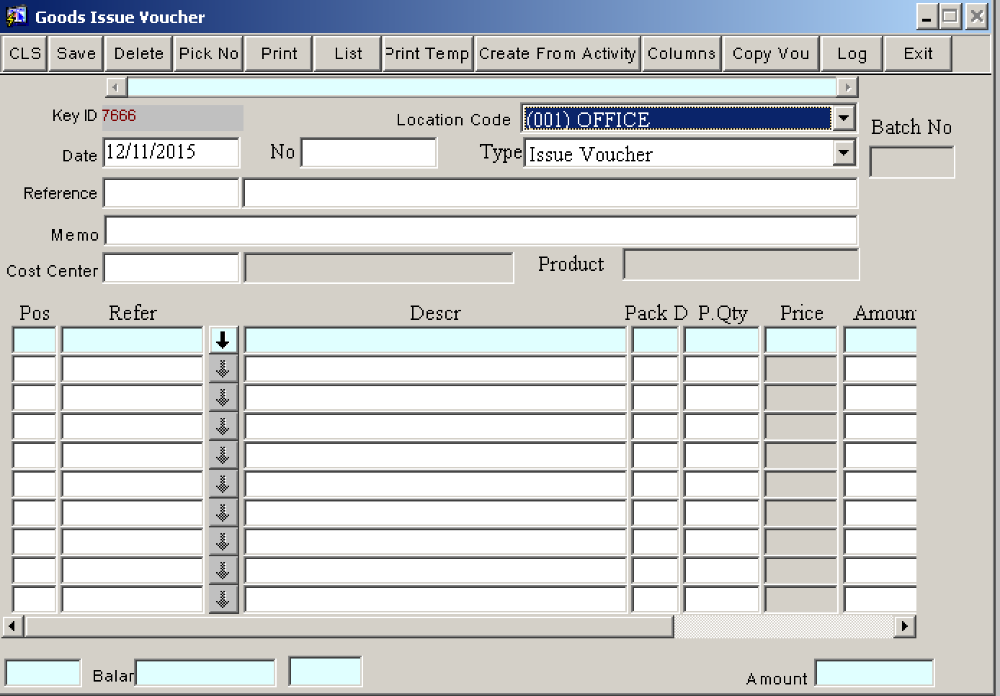 Goods Issue Voucher
CLS Save Delete Pick No Print List Print Temp Create From Activity Columns Copy Vou Log Exit
Key ID 7666 Location Code (001) OFFICE Batch No
Date 12/11/2015 No Type Issue Voucher
Reference
Memo
Cost Center Product
Pos Refer Descr Pack D P.Qty Price Amoun
Balar Amount